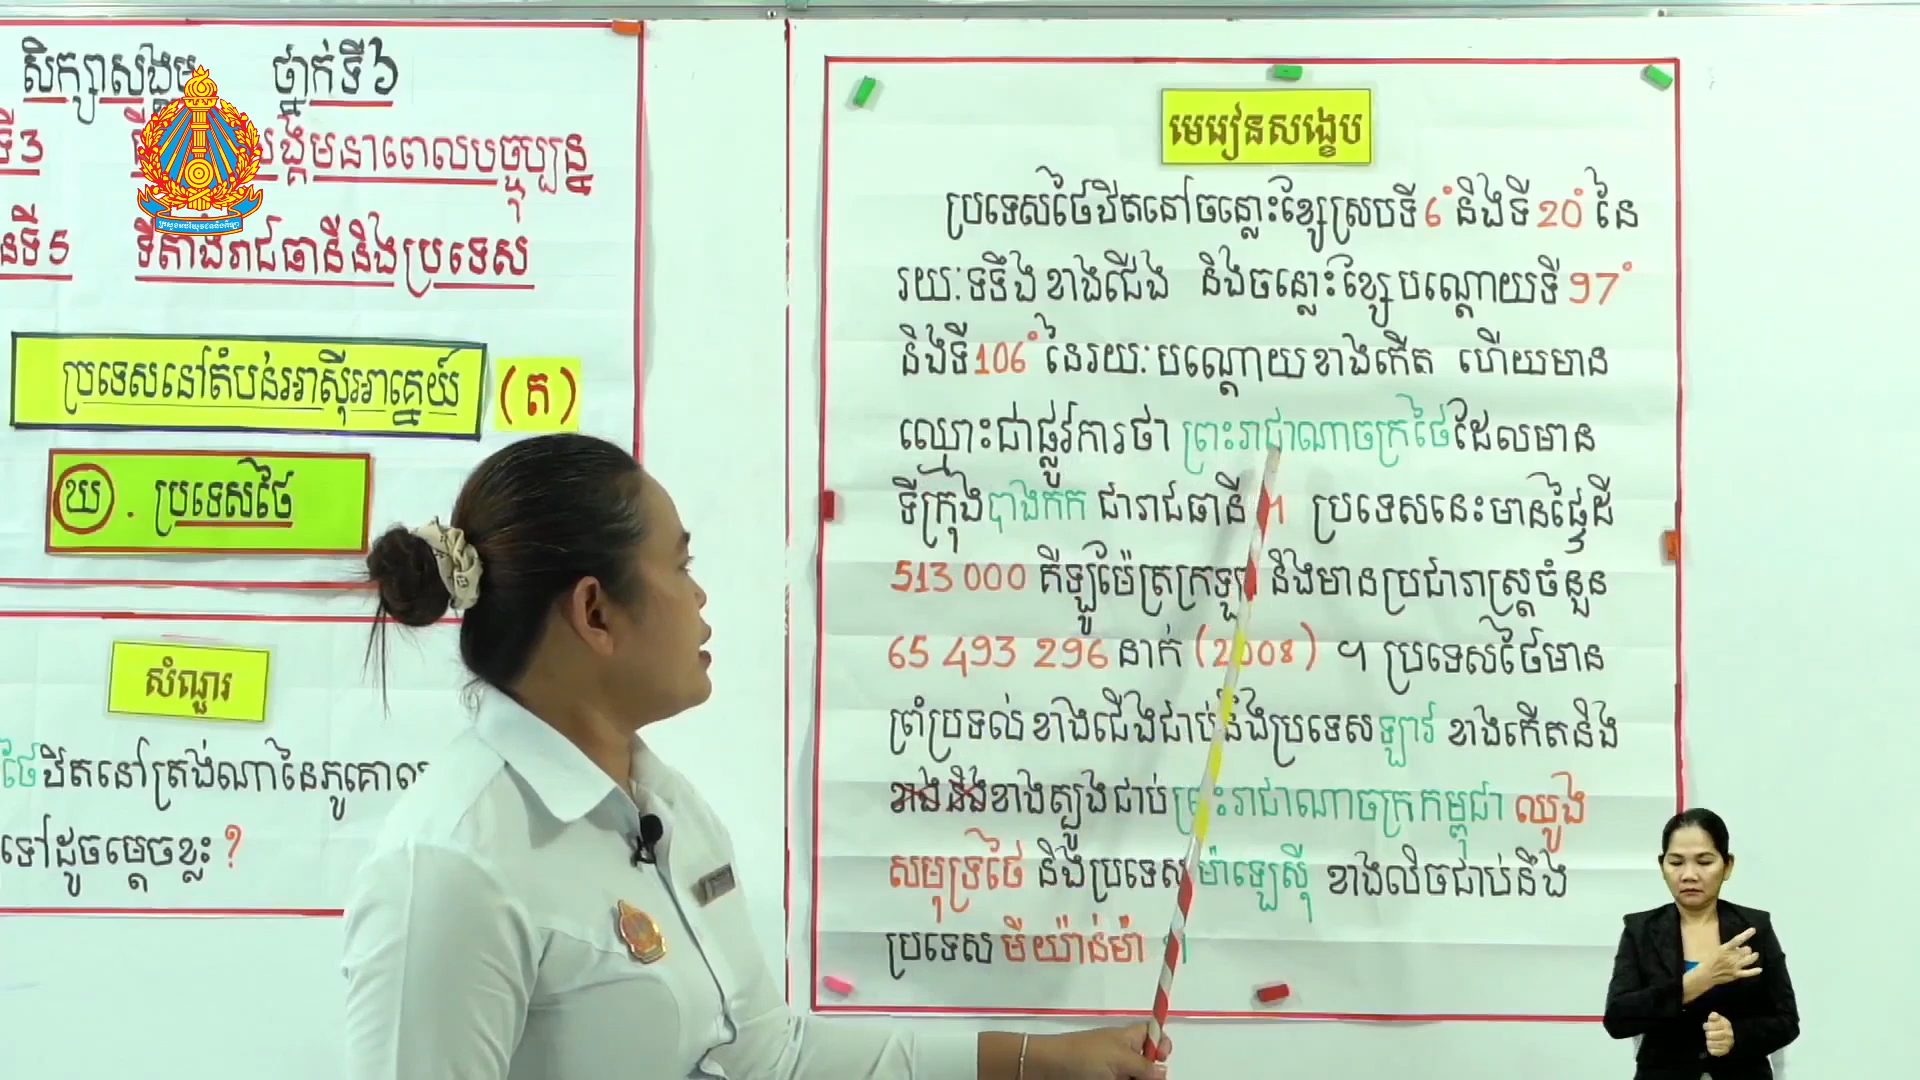 សិក្សាសង្គម ថ្នាក់ទី៦
ទី3 សង្គមនាពេលបច្ចុប្បន្ន
នទី5 ទីតាំងរាជធានីនិងប្រទេស
ប្រទេសនៅតំបន់អាស៊ីអាគ្នេយ៍ (ត)
ឃ . ប្រទេសថៃ
សំណួរ
ថៃឋិតនៅត្រង់ណានៃភូគោល
ទៅដូចម្តេចខ្លះ?
មេរៀនសង្ខេប
ប្រទេសថៃឋិតនៅចន្លោះខ្សែស្របទី6° និងទី20° នៃ
រយៈទទឹងខាងជើង និងចន្លោះខ្សែបណ្តោយទី97°
និងទី106° នៃរយៈបណ្តោយខាងកើត ហើយមាន
ឈ្មោះជាផ្លូវការថា ព្រះរាជាណាចក្រថៃដែលមាន
ទីក្រុងបាងកក ជារាជធានី ។ ប្រទេសនេះមានផ្ទៃដី
513 000 គីឡូម៉ែត្រក្រឡា និងមានប្រជារាស្ត្រចំនួន
65 493 296 នាក់ (2008) ។ ប្រទេសថៃមាន
ព្រំប្រទល់ខាងជើងជាប់នឹងប្រទេសឡាវ ខាងកើតនិង
ខាងនិងខាងត្បូងជាប់ព្រះរាជាណាចក្រកម្ពុជា ឈូង
សមុទ្រថៃ និងប្រទេសម៉ាឡេស៊ី ខាងលិចជាប់នឹង
ប្រទេស មីយ៉ាន់ម៉ា ។